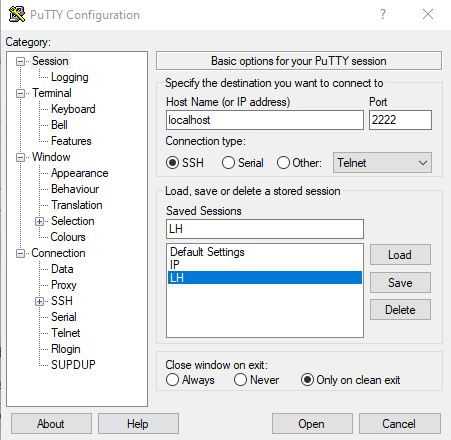 PuTTY Configuration
? ×
Category:
Session
Logging
Terminal
Keyboard
Bell
Features
Window
Appearance
Behaviour
Translation
Selection
Colours
Connection
Data
Proxy
SSH
Serial
Telnet
Rlogin
SUPDUP
Basic options for your PuTTY session
Specify the destination you want to connect to
Host Name (or IP address) Port
localhost 2222
Connection type:
SSH Serial Other: Telnet
Load, save or delete a stored session
Saved Sessions
LH
Default Settings
IP
LH
Load
Save
Delete
Close window on exit:
Always Never Only on clean exit
About Help Open Cancel